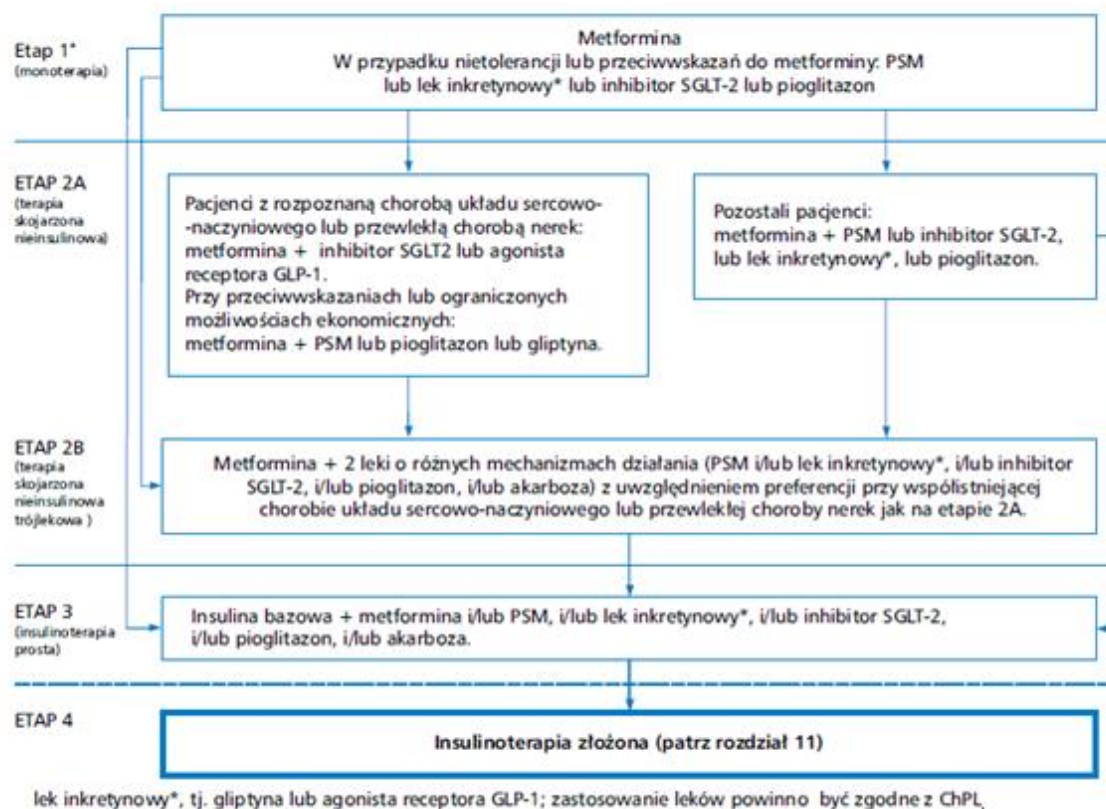 Etap 1*
(monoterapia)
Metformina
W przypadku nietolerancji lub przeciwwskazań do metforminy: PSM
lub lek inkretynowy* lub inhibitor SGLT-2 lub pioglitazon
ETAP 2A
(terapia
skojarzona
nieinsulinowa)
Pacjenci z rozpoznaną chorobą układu sercowo-
-naczyniowego lub przewlekłą chorobą nerek:
metformina + inhibitor SGLT2 lub agonista
receptora GLP-1.
Przy przeciwwskazaniach lub ograniczonych
możliwościach ekonomicznych:
metformina + PSM lub pioglitazon lub gliptyna.
Pozostali pacjenci:
metformina + PSM lub inhibitor SGLT-2,
lub lek inkretynowy*, lub pioglitazon.
ETAP 2B
(terapia
skojarzona
nieinsulinowa
trójlekowa )
Metformina + 2 leki o różnych mechanizmach działania (PSM i/lub lek inkretynowy*, i/lub inhibitor
SGLT-2, i/lub pioglitazon, i/lub akarboza) z uwzględnieniem preferencji przy współistniejącej
chorobie układu sercowo-naczyniowego lub przewlekłej choroby nerek jak na etapie 2A.
ETAP 3
(insulinoterapia
prosta)
Insulina bazowa + metformina i/lub PSM, i/lub lek inkretynowy*, i/lub inhibitor SGLT-2,
i/lub pioglitazon, i/lub akarboza.
ETAP 4
Insulinoterapia złożona (patrz rozdział 11)
lek inkretynowy*, tj. gliptyna lub agonista receptora GLP-1; zastosowanie leków powinno być zgodne z ChPL.